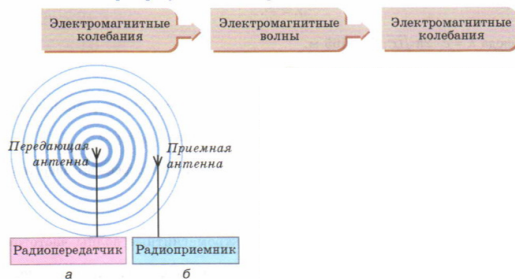 Электромагнитные
колебания
Электромагнитные
волны
Электромагнитные
колебания
Передающая
антенна
Приемная
антенна
Радиопередатчик
Радиоприемник
а
б